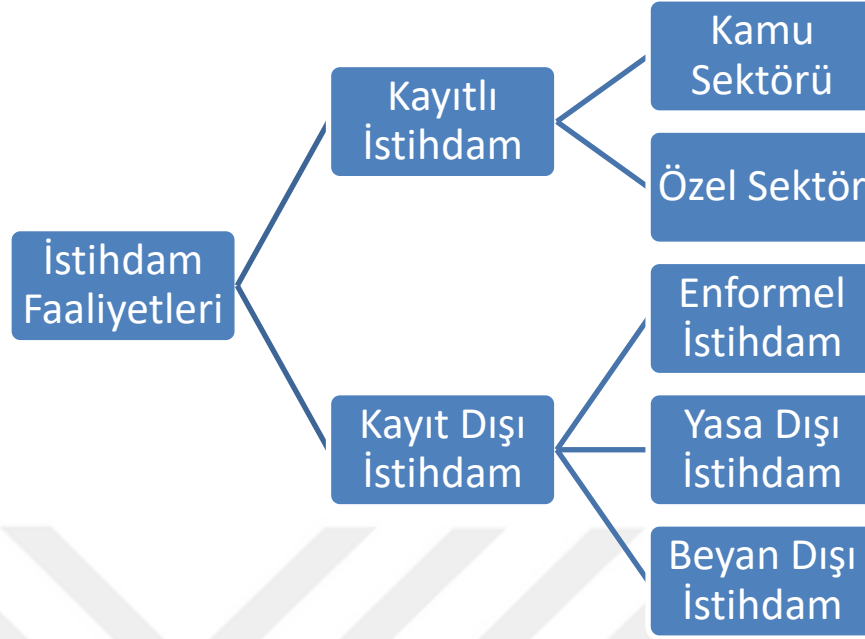 Kamu
Sektörü
Kayıtlı
İstihdam
Özel Sektör
İstihdam
Faaliyetleri
Enformel
İstihdam
Kayıt Dışı
İstihdam
Yasa Dışı
İstihdam
Beyan Dışı
İstihdam